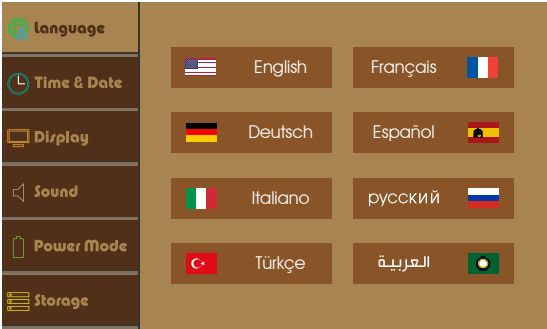 Language
Time & Date
Display
Sound
Power Mode
Storage
English
Français
Deutsch
Español
Italiano
русский
Türkçe
العربية